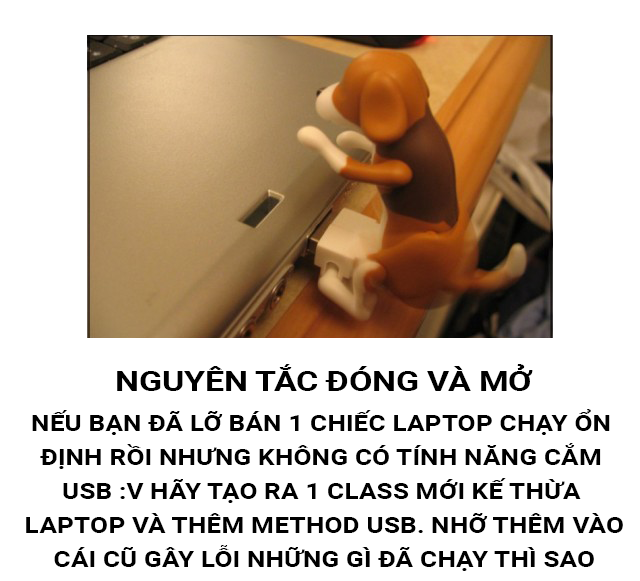 NGUYÊN TẮC ĐÓNG VÀ MỞ
NẾU BẠN ĐÃ LỠ BÁN 1 CHIẾC LAPTOP CHẠY ỔN
ĐỊNH RỒI NHƯNG KHÔNG CÓ TÍNH NĂNG CẮM
USB :V HÃY TẠO RA 1 CLASS MỚI KẾ THỪA
LAPTOP VÀ THÊM METHOD USB. NHỠ THÊM VÀO
CÁI CŨ GÂY LỖI NHỮNG GÌ ĐÃ CHẠY THÌ SAO